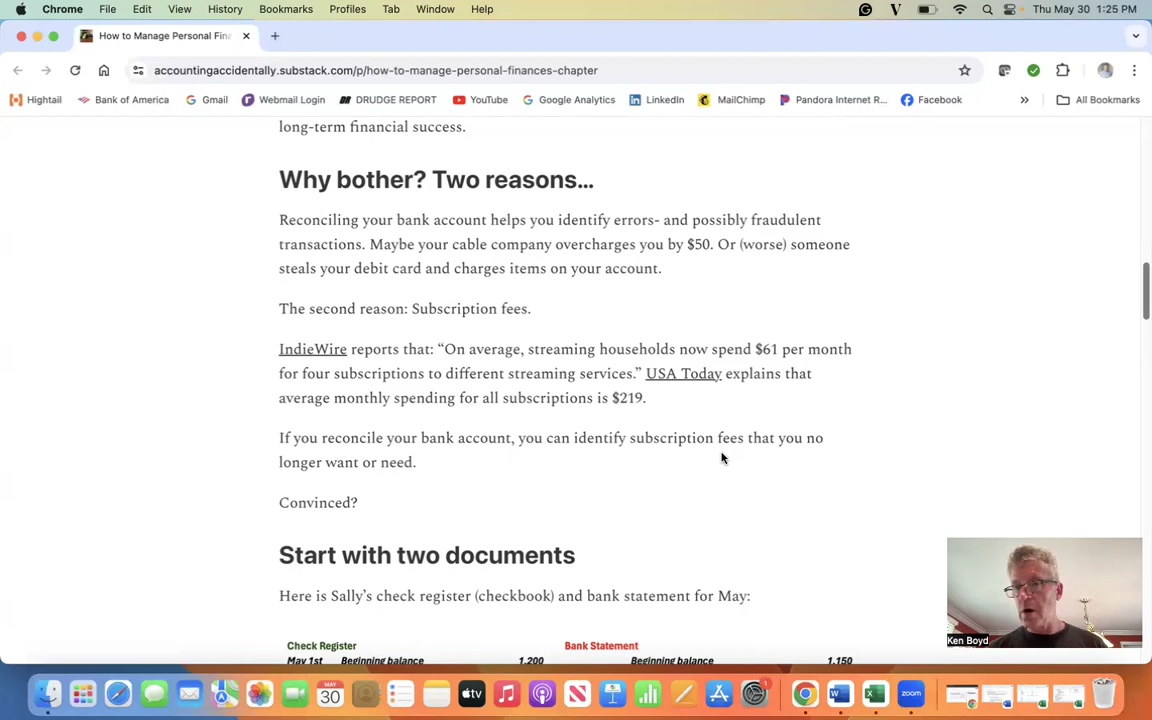 Chrome File Edit View History Bookmarks Profiles Tab Window Help Thu May 30 1:25 PM
How to Manage Personal Fina
accountingaccidentally.substack.com/p/how-to-manage-personal-finances-chapter
Hightail Bank of America Gmail Webmail Login DRUDGE REPORT YouTube Google Analytics LinkedIn MailChimp Pandora Internet R... Facebook » All Bookmarks
long-term financial success.
Why bother? Two reasons…
Reconciling your bank account helps you identify errors- and possibly fraudulent
transactions. Maybe your cable company overcharges you by $50. Or (worse) someone
steals your debit card and charges items on your account.
The second reason: Subscription fees.
IndieWire reports that: “On average, streaming households now spend $61 per month
for four subscriptions to different streaming services.” USA Today explains that
average monthly spending for all subscriptions is $219.
If you reconcile your bank account, you can identify subscription fees that you no
longer want or need.
Convinced?
Start with two documents
Here is Sally’s check register (checkbook) and bank statement for May:
Check Register Bank Statement
May 1st Beginning balance 1,200 Beginning balance 1,150
Ken Boyd
MAY
30
tv
zoom